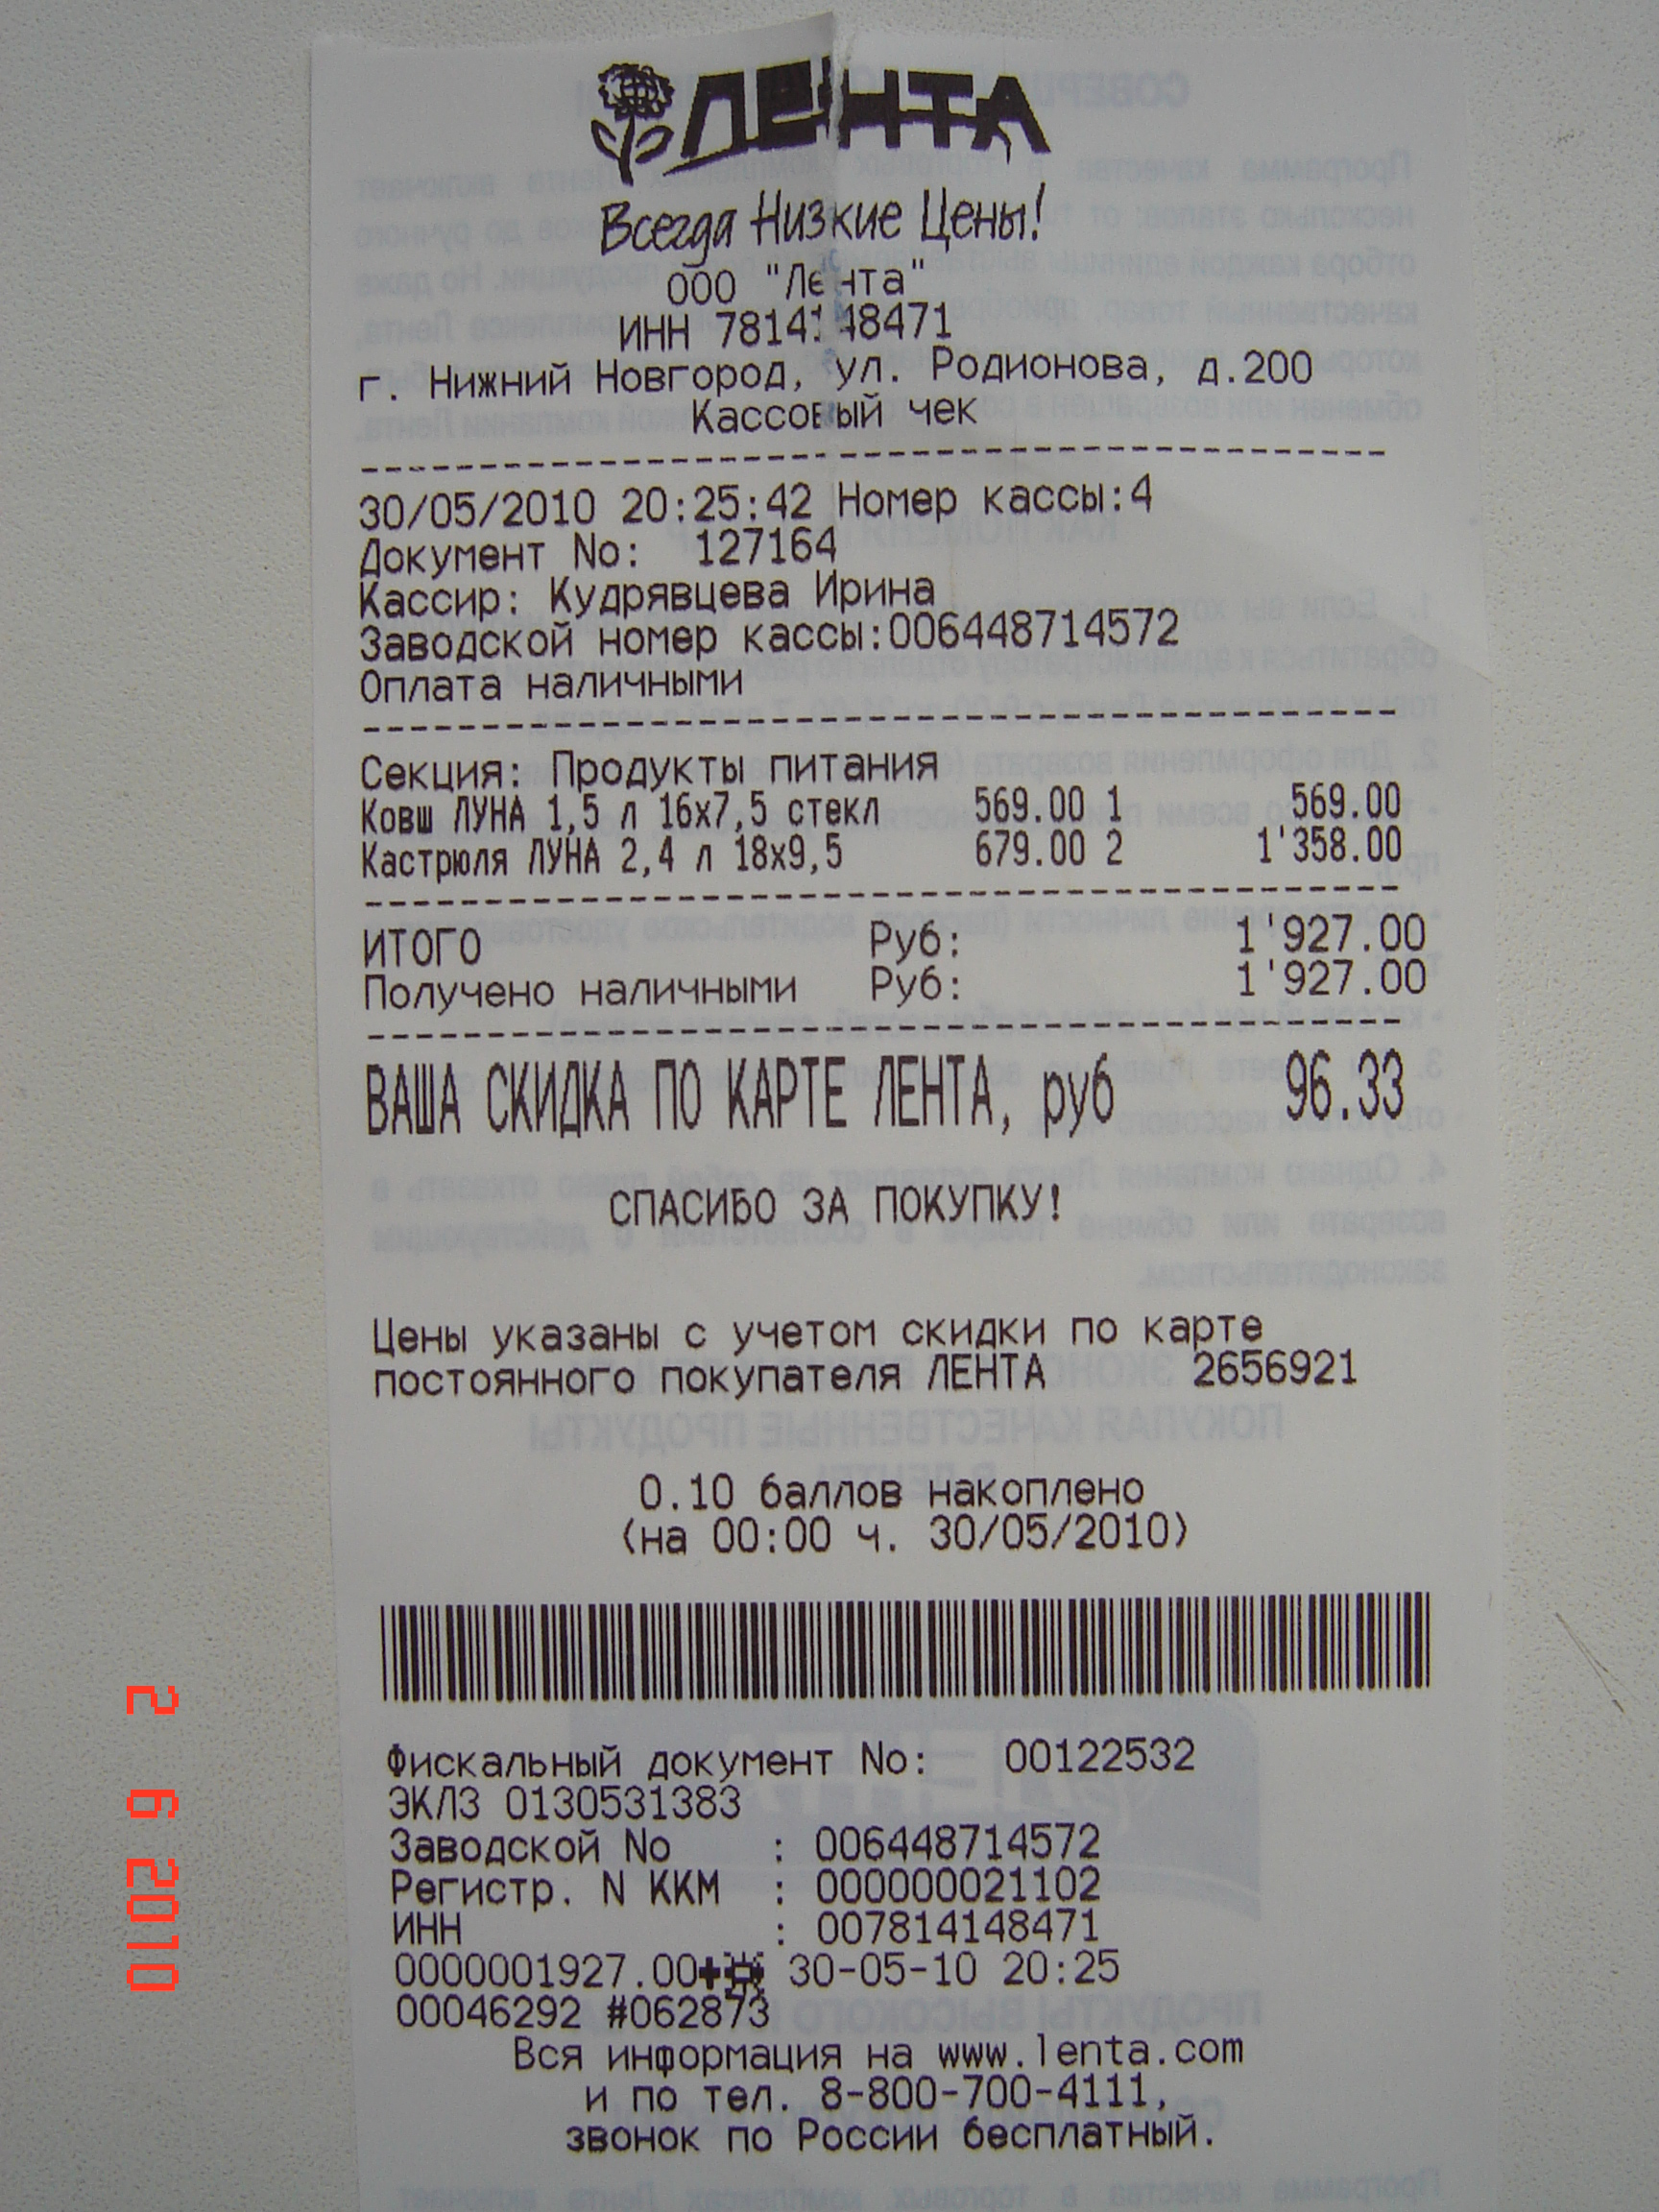 ЛЕНТА
Всегда Низкие Цены!
ООО "Лента"
ИНН 7814148471
г. Нижний Новгород, ул. Родионова, д.200
Кассовый чек
30/05/2010 20:25:42 Номер кассы:4
Документ No: 127164
Кассир: Кудрявцева Ирина
Заводской номер кассы:006448714572
Оплата наличными
Секция: Продукты питания
Ковш ЛУНА 1,5 л 16x7,5 стекл 569.00 1 569.00
Кастрюля ЛУНА 2,4 л 18x9,5 679.00 2 1'358.00
ИТОГО Руб: 1'927.00
Получено наличными Руб: 1'927.00
ВАША СКИДКА ПО КАРТЕ ЛЕНТА, руб 96.33
СПАСИБО ЗА ПОКУПКУ!
Цены указаны с учетом скидки по карте
постоянного покупателя ЛЕНТА 2656921
0.10 баллов накоплено
(на 00:00 ч. 30/05/2010)
Фискальный документ No: 00122532
ЭКЛЗ 0130531383
Заводской No : 006448714572
Регистр. N ККМ : 000000021102
ИНН : 007814148471
0000001927.00 30-05-10 20:25
00046292 #062873
Вся информация на www.lenta.com
и по тел. 8-800-700-4111,
звонок по России бесплатный.
2 6 2010